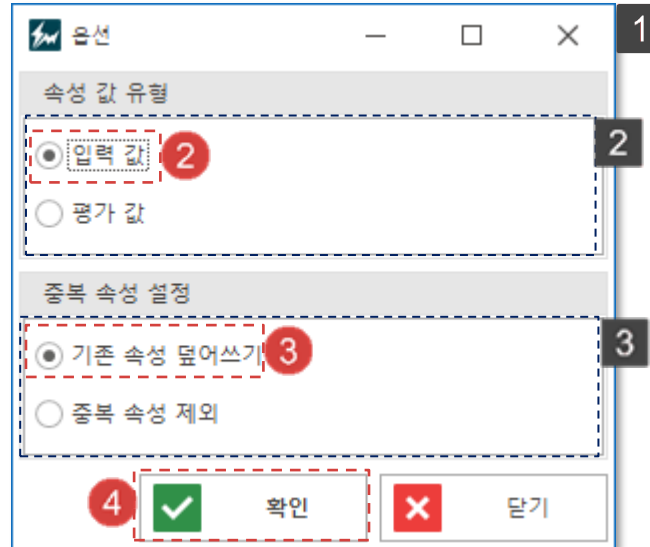 옵션
1
속성 값 유형
입력 값 2
2
평가 값
중복 속성 설정
기존 속성 덮어쓰기 3
3
중복 속성 제외
4 확인 닫기